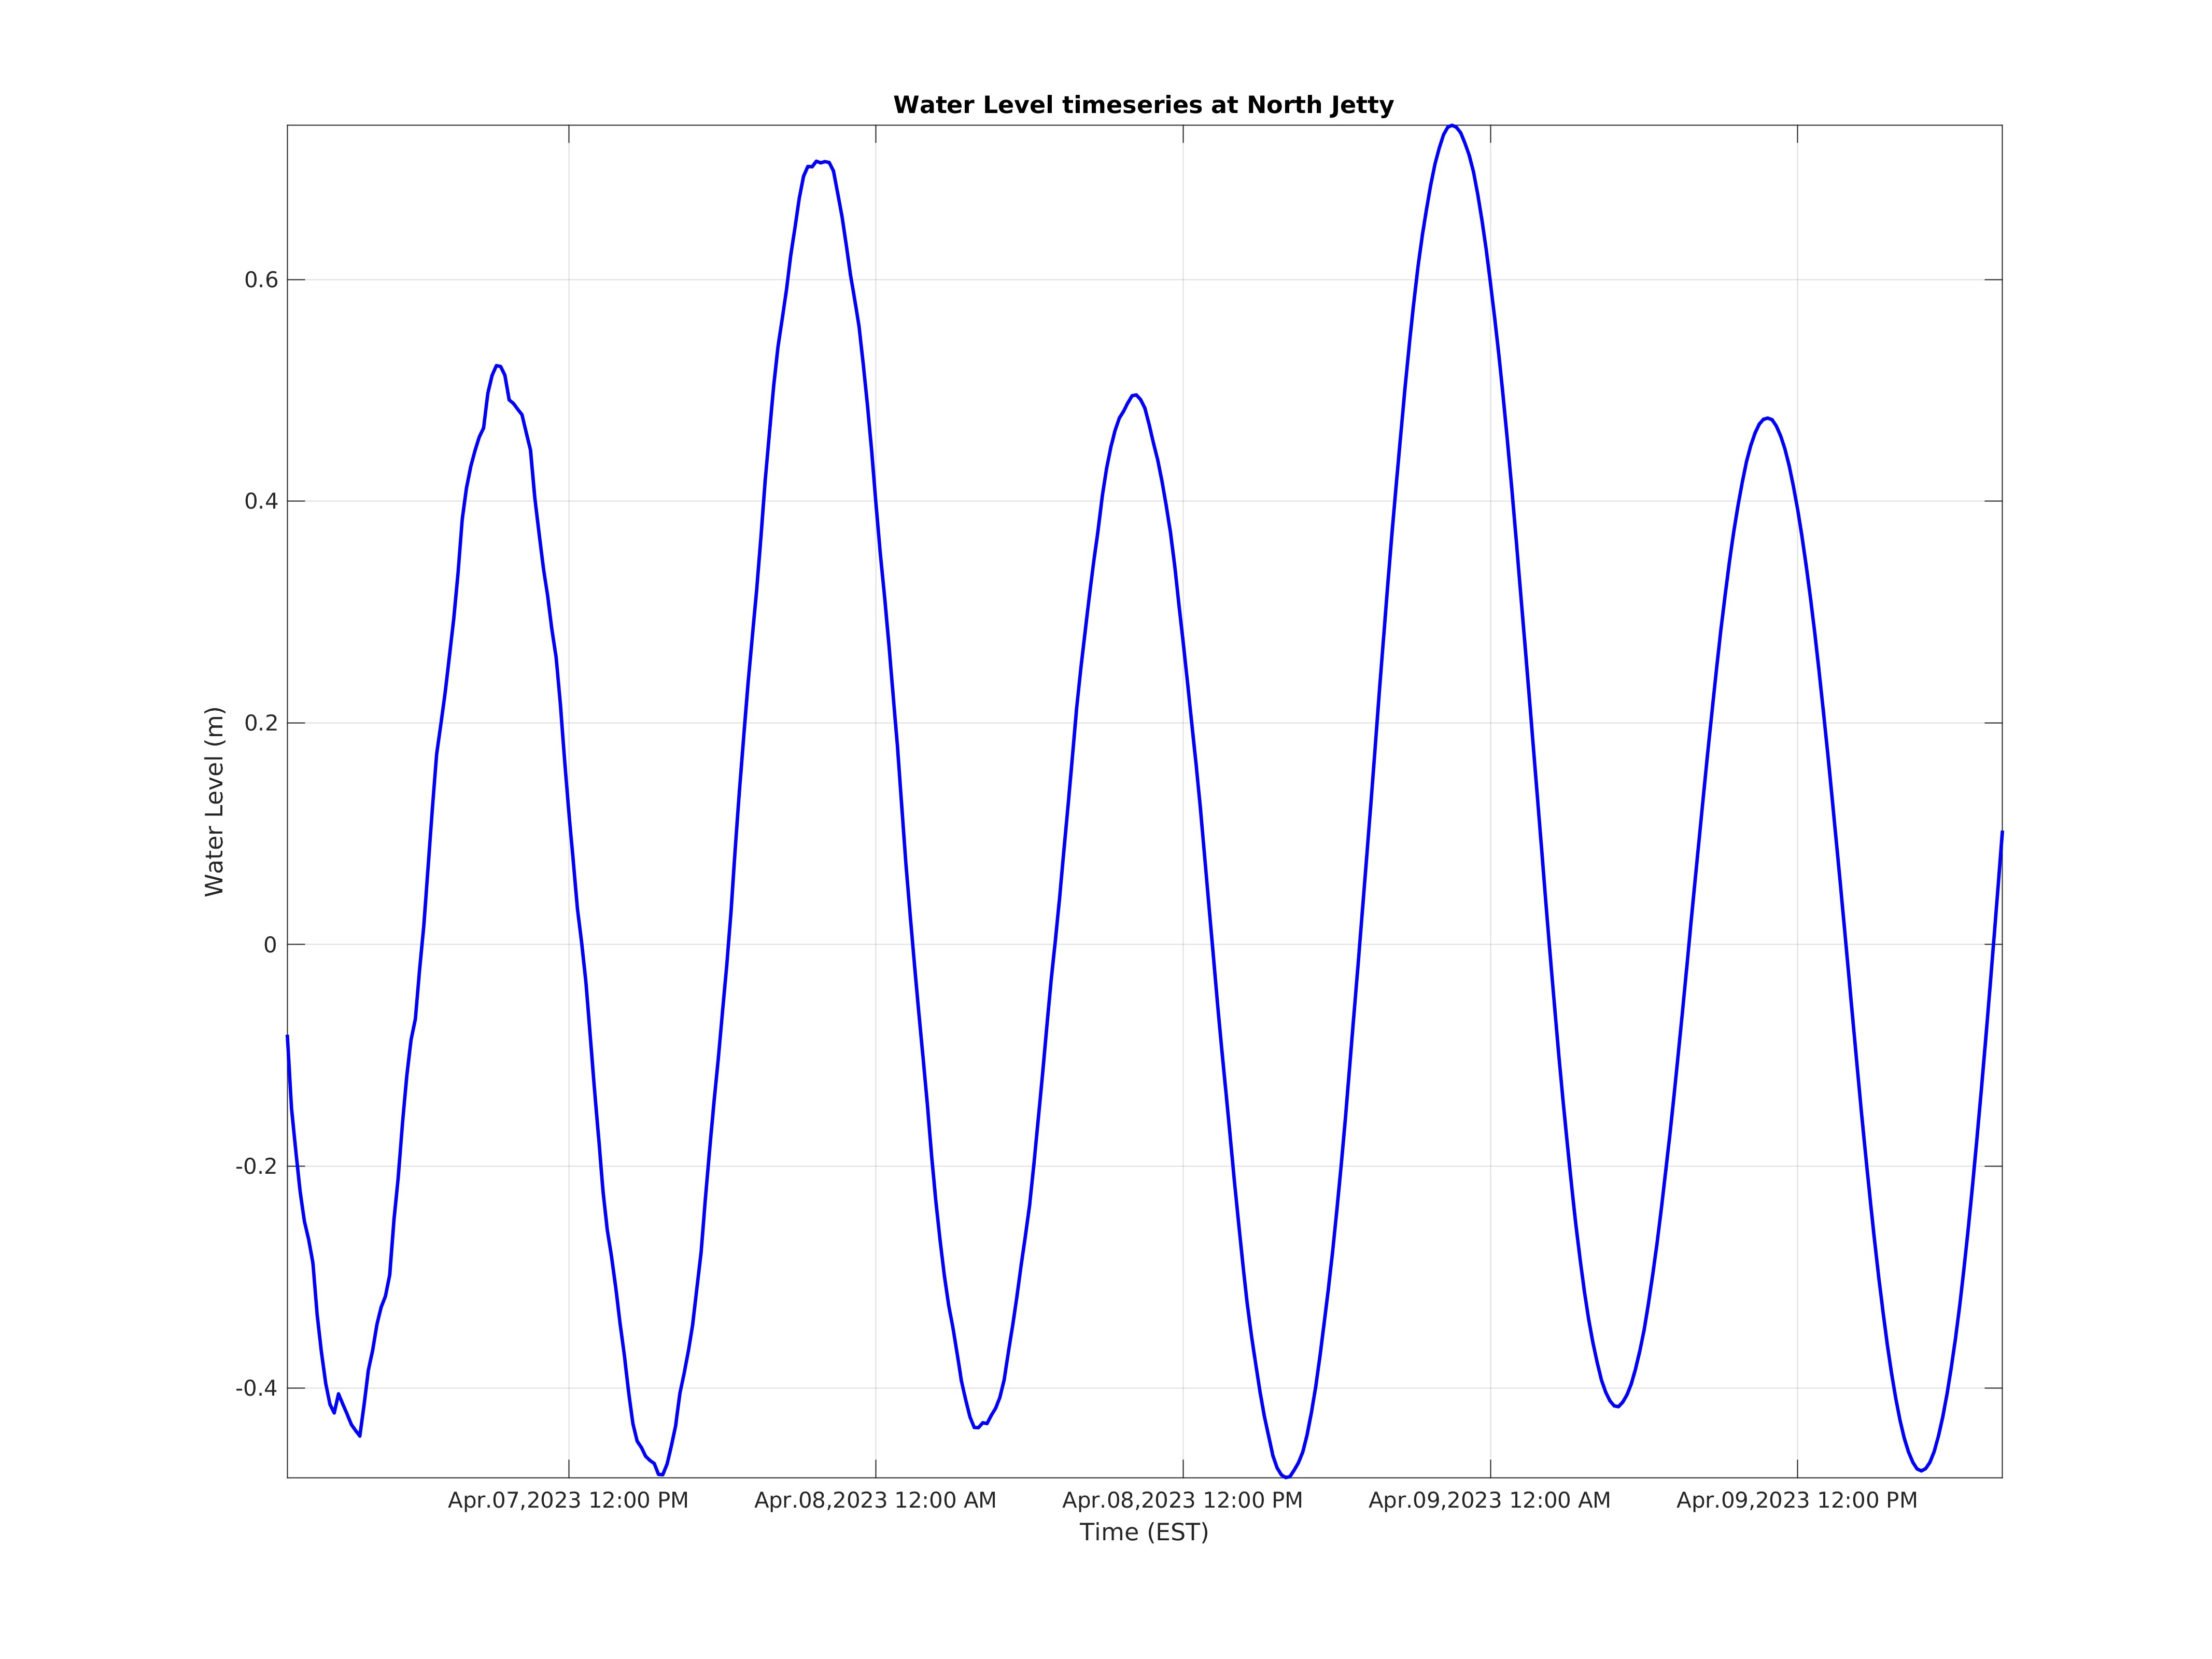 Water Level timeseries at North Jetty
0.6
0.4
0.2
0
-0.2
-0.4
Water Level (m)
Apr.07,2023 12:00 PM
Apr.08,2023 12:00 AM
Apr.08,2023 12:00 PM
Apr.09,2023 12:00 AM
Apr.09,2023 12:00 PM
Time (EST)